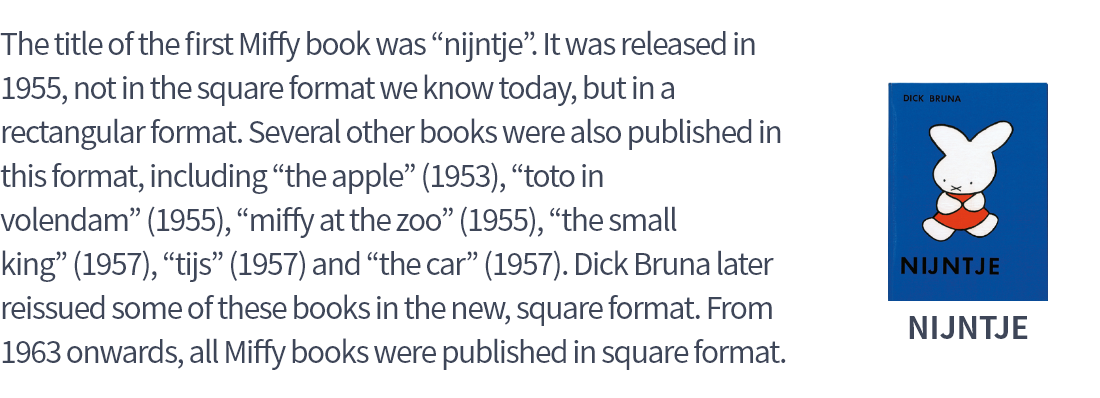 The title of the first Miffy book was “nijntje”. It was released in
1955, not in the square format we know today, but in a
rectangular format. Several other books were also published in
this format, including “the apple” (1953), “toto in
volendam” (1955), “miffy at the zoo” (1955), “the small
king” (1957), “tijs” (1957) and “the car” (1957). Dick Bruna later
reissued some of these books in the new, square format. From
1963 onwards, all Miffy books were published in square format.
DICK BRUNA
NIJNTJE
NIJNTJE